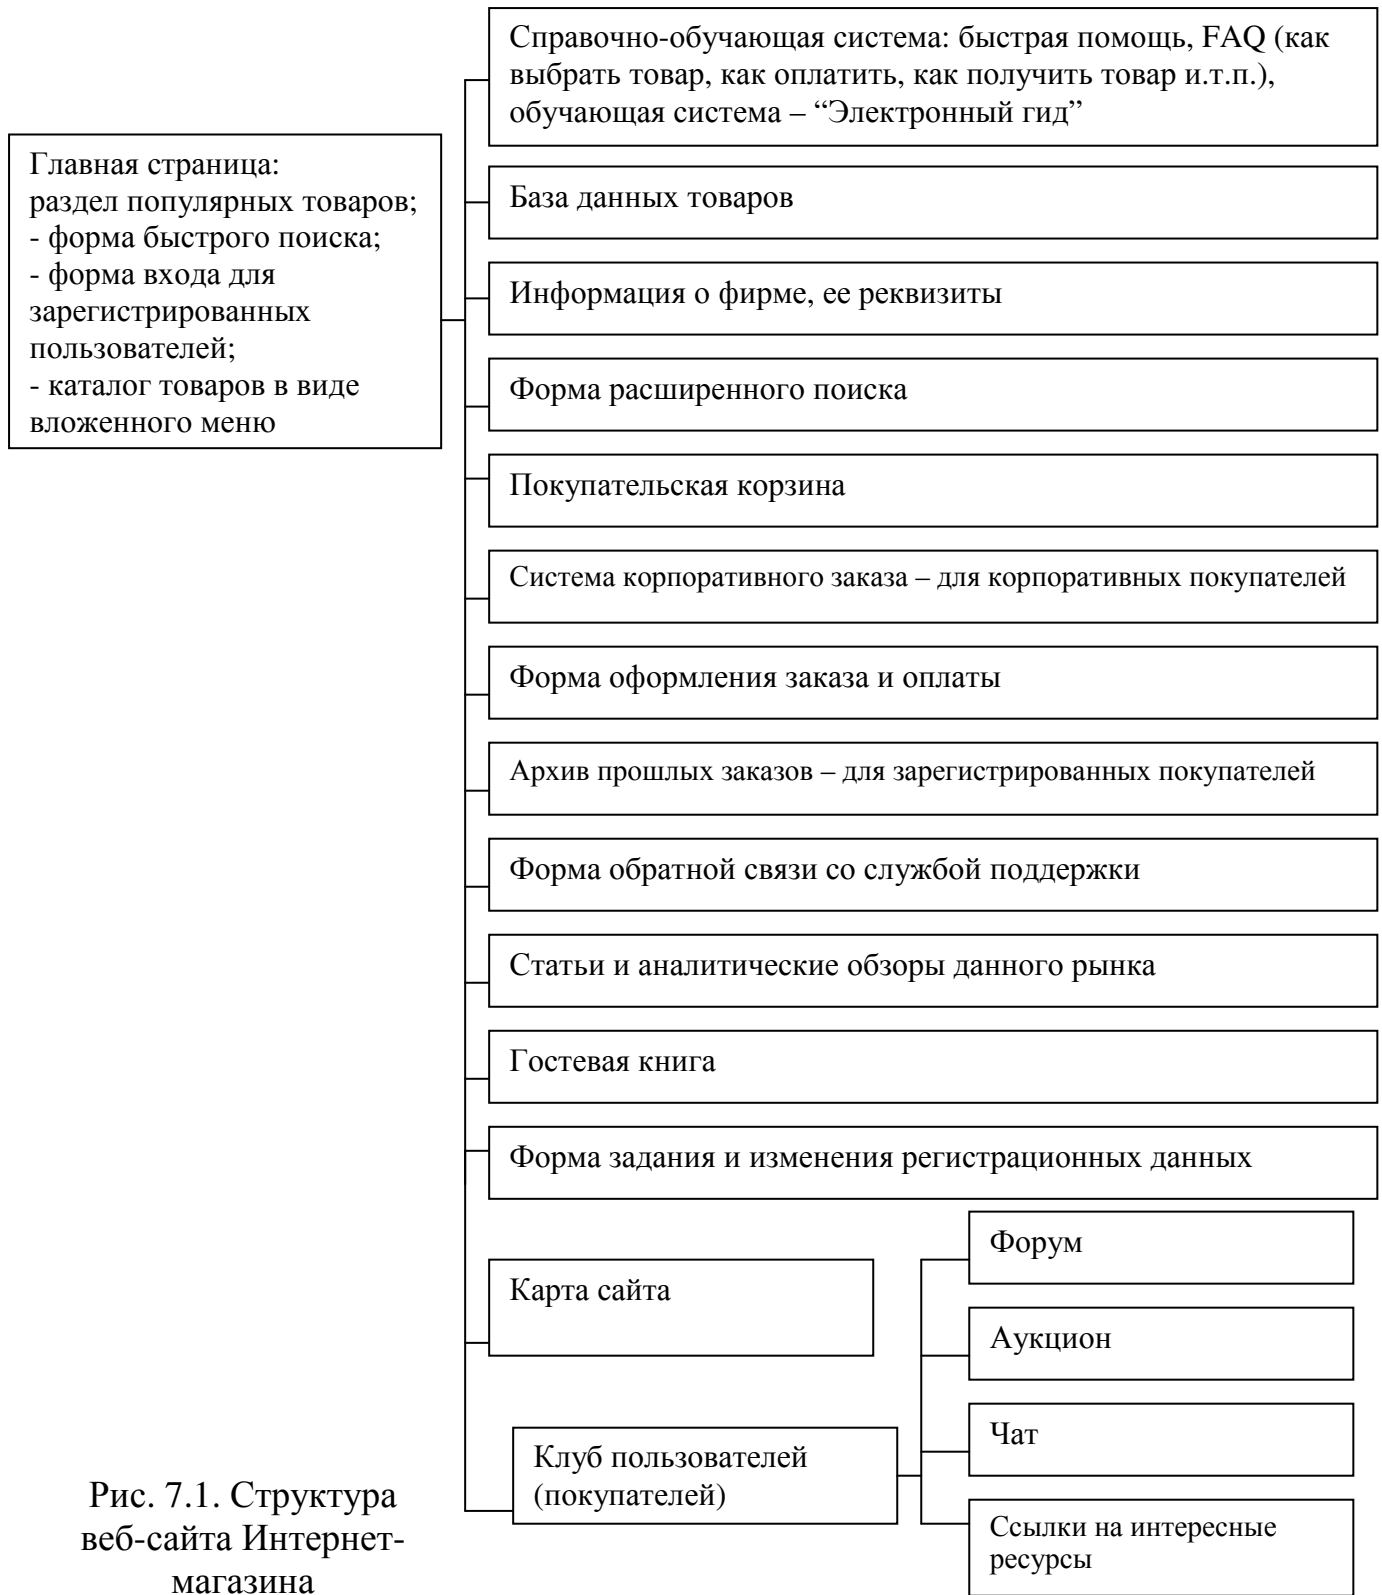 Справочно-обучающая система: быстрая помощь, FAQ (как
выбрать товар, как оплатить, как получить товар и.т.п.),
обучающая система – “Электронный гид”
Главная страница:
раздел популярных товаров;
- форма быстрого поиска;
- форма входа для
зарегистрированных
пользователей;
- каталог товаров в виде
вложенного меню
База данных товаров
Информация о фирме, ее реквизиты
Форма расширенного поиска
Покупательская корзина
Система корпоративного заказа – для корпоративных покупателей
Форма оформления заказа и оплаты
Архив прошлых заказов – для зарегистрированных покупателей
Форма обратной связи со службой поддержки
Статьи и аналитические обзоры данного рынка
Гостевая книга
Форма задания и изменения регистрационных данных
Карта сайта
Клуб пользователей
(покупателей)
Форум
Аукцион
Чат
Ссылки на интересные
ресурсы
Рис. 7.1. Структура
веб-сайта Интернет-
магазина